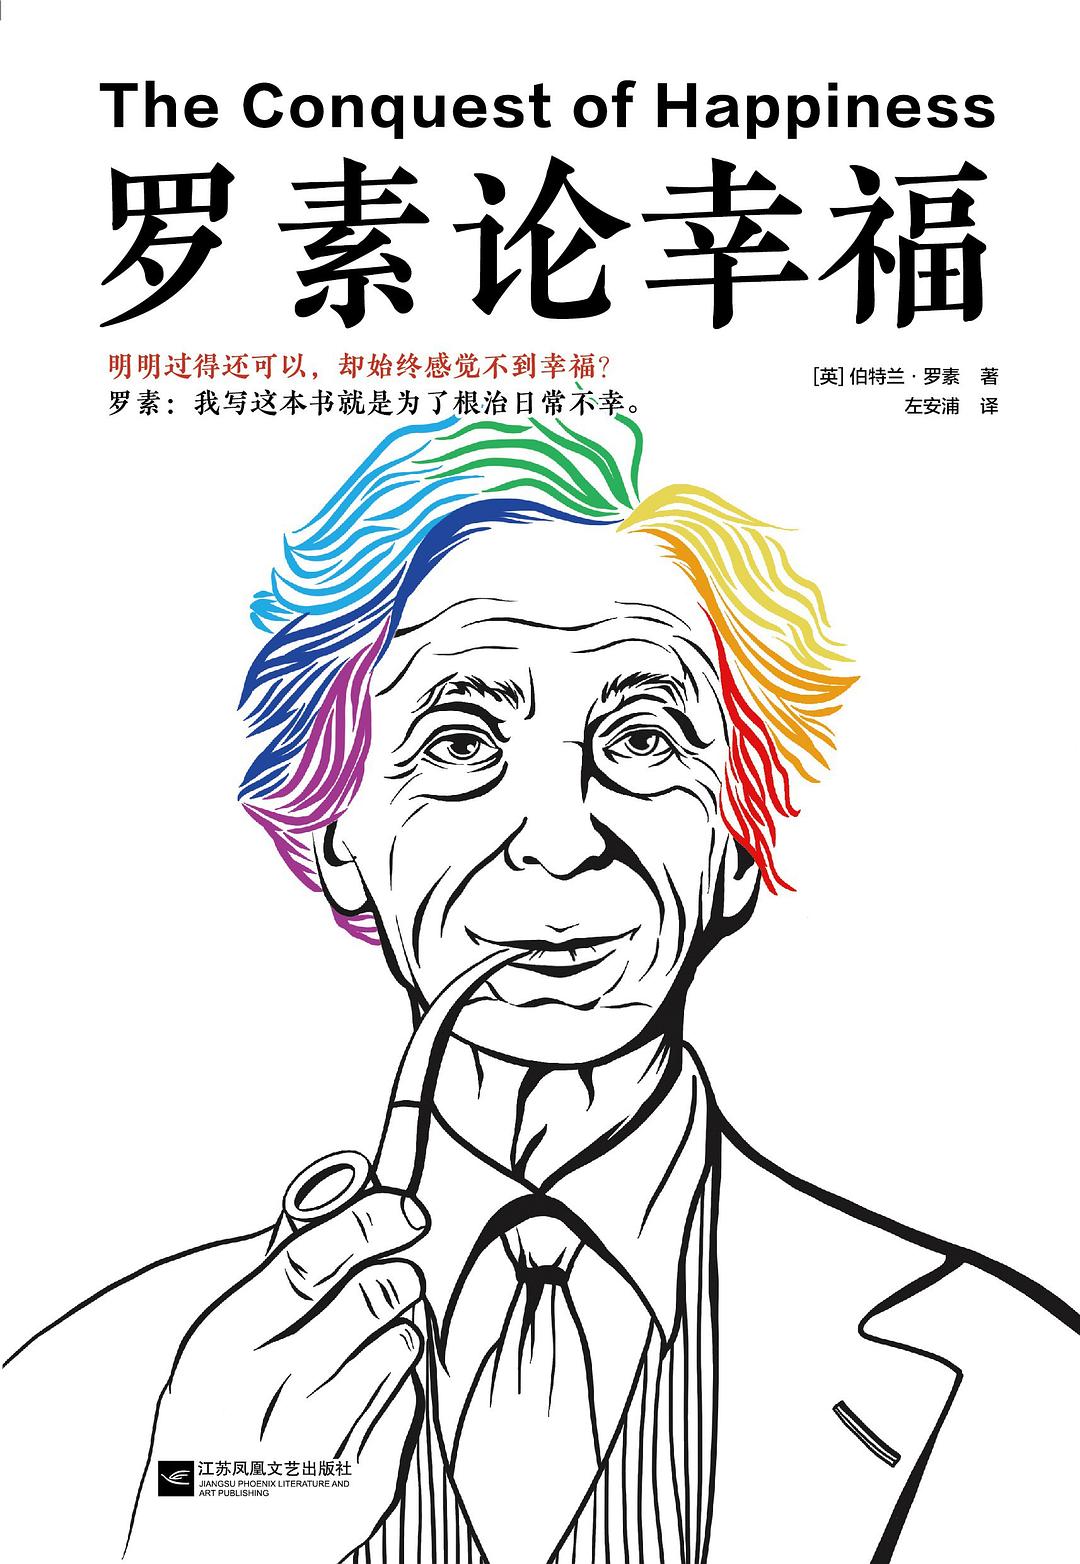 The Conquest of Happiness
罗素论幸福
明明过得还可以，却始终感觉不到幸福？
罗素：我写这本书就是为了根治日常不幸。
[英] 伯特兰·罗素 著
左安浦 译
江苏凤凰文艺出版社
JIANGSU PHOENIX LITERATURE AND
ART PUBLISHING